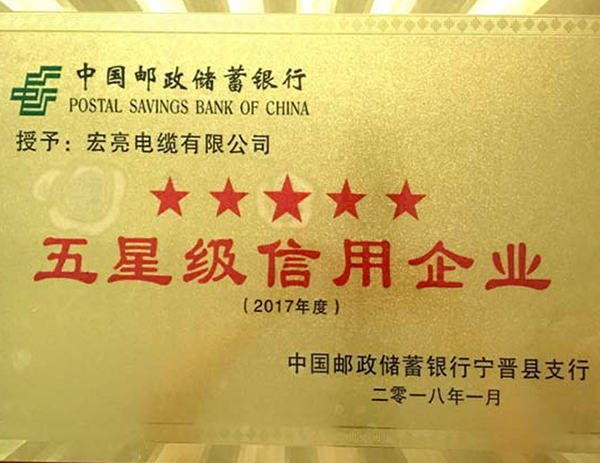 中国邮政储蓄银行
POSTAL SAVINGS BANK OF CHINA
授予：宏亮电缆有限公司
★★★★★
五星级信用企业
（2017年度）
中国邮政储蓄银行宁晋县支行
二零一八年一月